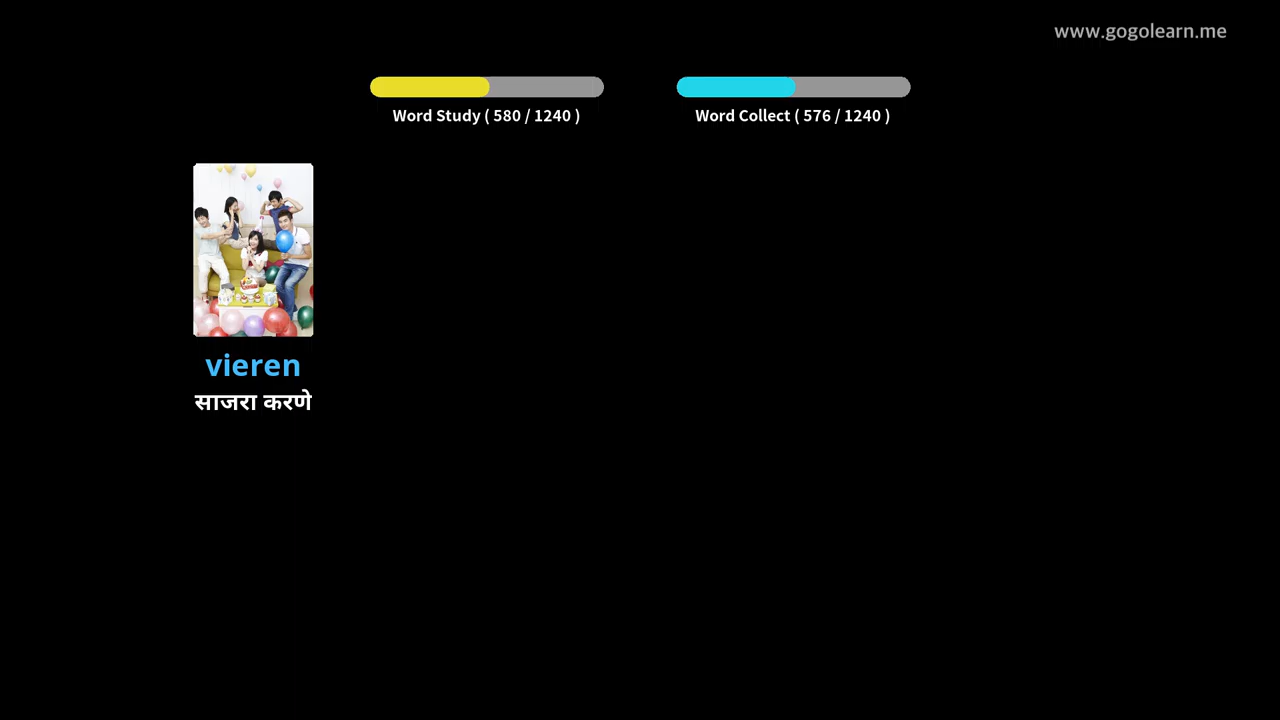 www.gogolearn.me
Word Study ( 580 / 1240 )
Word Collect ( 576 / 1240 )
vieren
साजरा करणे